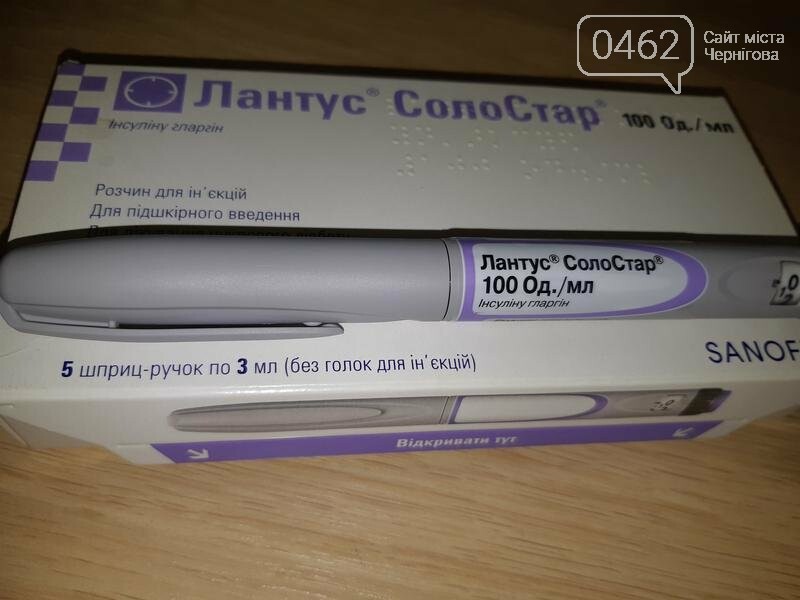 0462 Сайт міста
Чернігова
Лантус® СолоСтар® 100 Од./мл
Інсуліну гларгін
Розчин для ін'єкцій
Для підшкірного введення
Лантус® СолоСтар®
100 Од./мл
Інсуліну гларгін
SANOF
5 шприц-ручок по 3 мл (без голок для ін'єкцій)
Відкривати тут